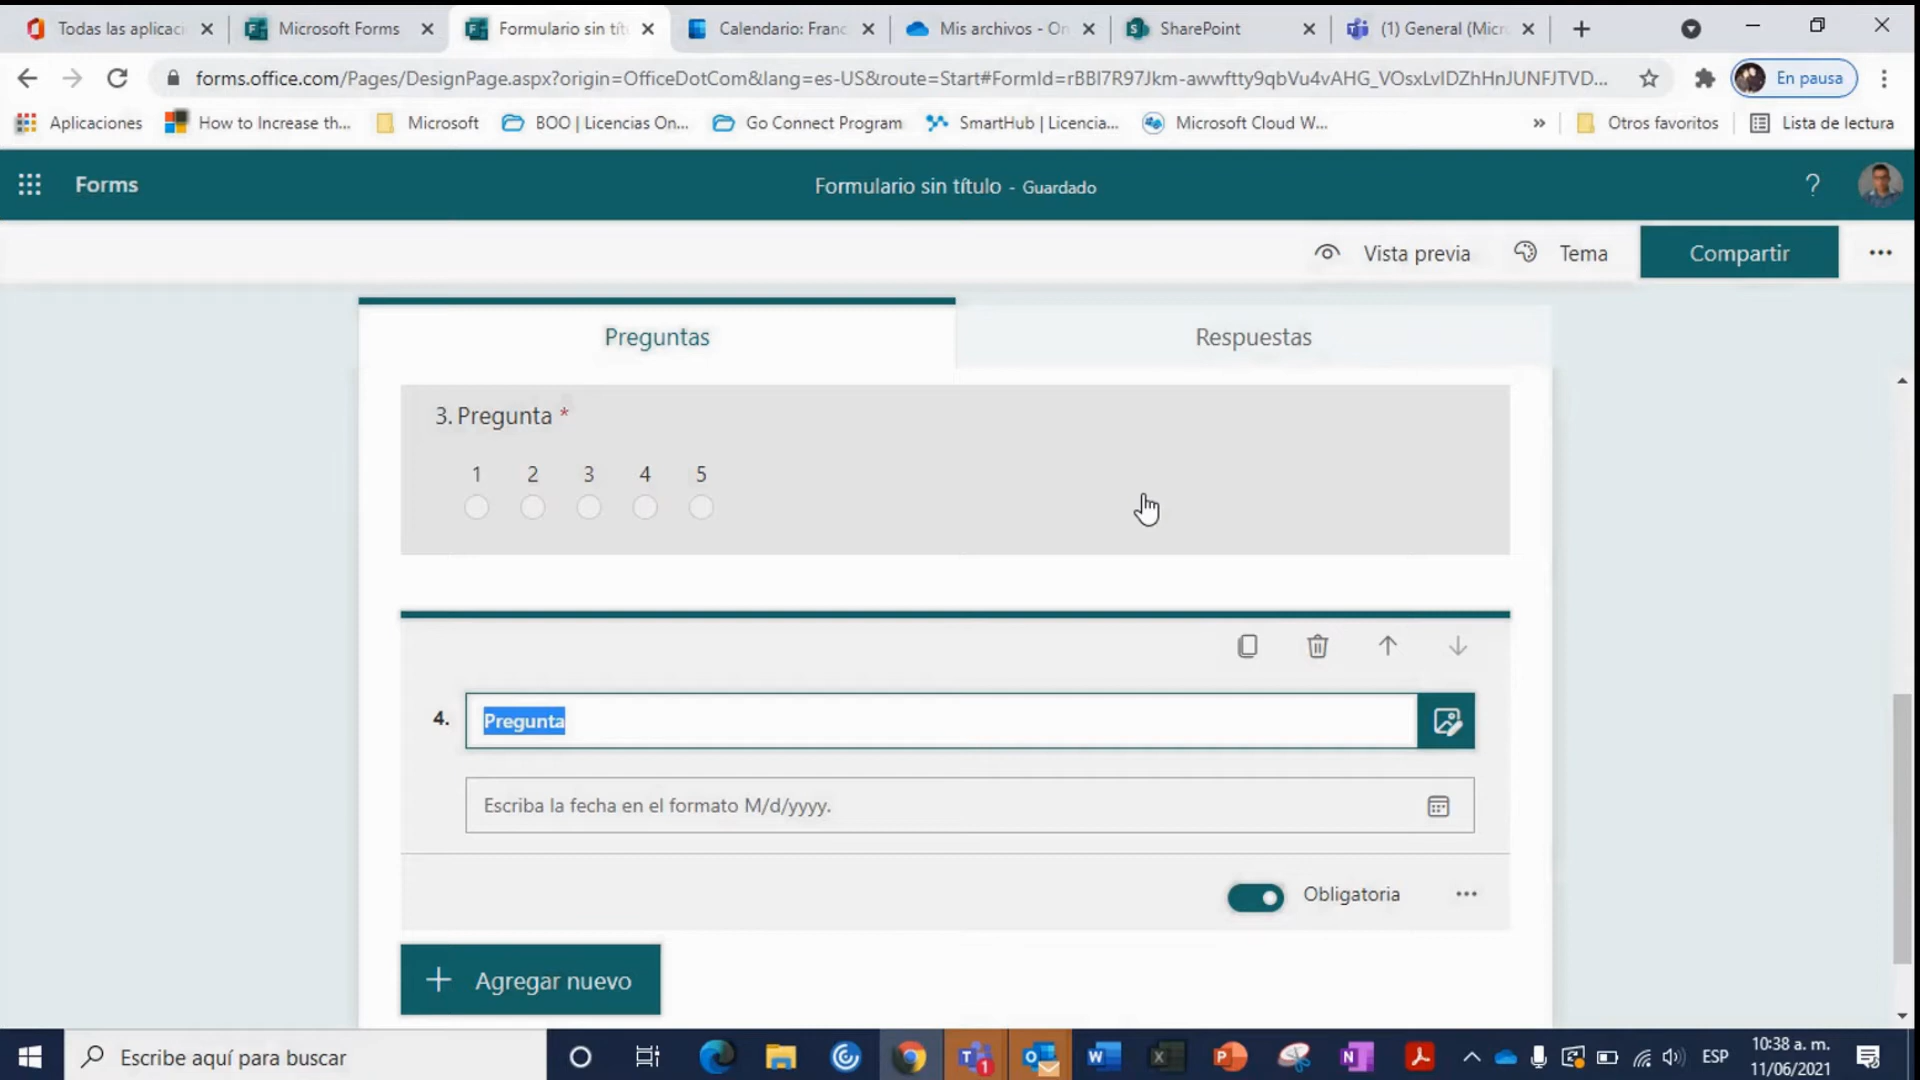 Todas las aplicaci
Microsoft Forms
Formulario sin tít
Calendario: Franc
Mis archivos - On
SharePoint
(1) General (Micr
forms.office.com/Pages/DesignPage.aspx?origin=OfficeDotCom&lang=es-US&route=Start#FormId=rBBI7R97Jkm-awwftty9qbVu4vAHG_VOsxLvIDZhHnJUNFJTVD...
En pausa
Aplicaciones
How to Increase th...
Microsoft
BOO | Licencias On...
Go Connect Program
SmartHub | Licencia...
Microsoft Cloud W...
»
Otros favoritos
Lista de lectura
Forms
Formulario sin título - Guardado
?
Vista previa
Tema
Compartir
...
Preguntas
Respuestas
3. Pregunta *
1 2 3 4 5
4. Pregunta
Escriba la fecha en el formato M/d/yyyy.
Obligatoria
...
+ Agregar nuevo
Escribe aquí para buscar
1
ESP
10:38 a. m.
11/06/2021